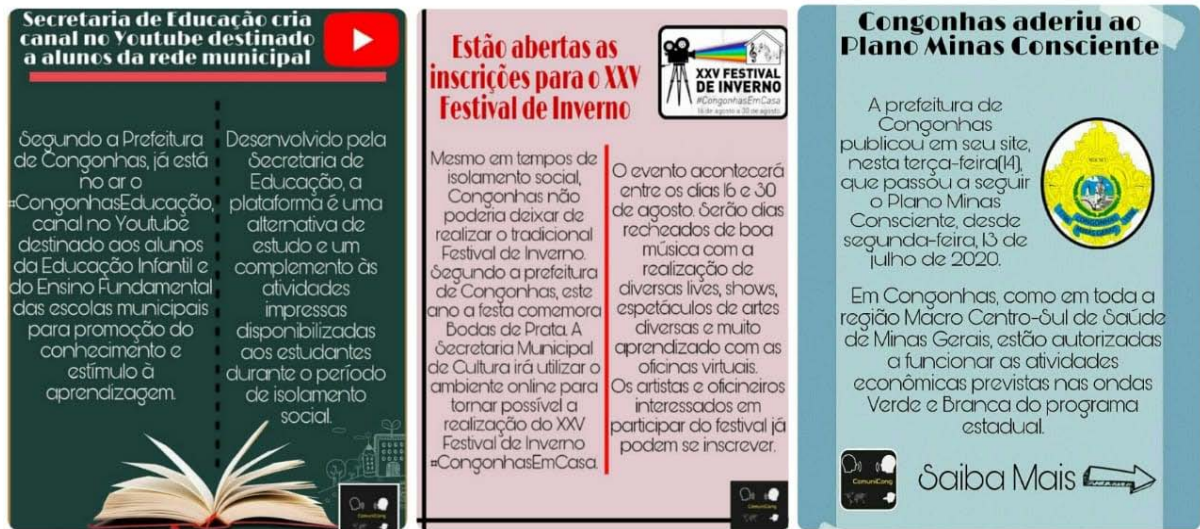 Secretaria de Educação cria
canal no Youtube destinado
a alunos da rede municipal
Segundo a Prefeitura
de Congonhas, já está
no ar o
#CongonhasEducação,
canal no Youtube
destinado aos alunos
da Educação Infantil e
do Ensino Fundamental
das escolas municipais
para promoção do
conhecimento e
estímulo à
aprendizagem.
Desenvolvido pela
Secretaria de
Educação, a
plataforma é uma
alternativa de
estudo e um
complemento às
atividades
impressas
disponibilizadas
aos estudantes
durante o período
de isolamento
social.
ComuniCong
Estão abertas as
inscrições para o XXV
Festival de Inverno
XXV FESTIVAL
DE INVERNO
#CongonhasEmCasa
16 de agosto a 30 de agosto
Mesmo em tempos de
isolamento social,
Congonhas não
poderia deixar de
realizar o tradicional
Festival de Inverno.
Segundo a prefeitura
de Congonhas, este
ano a festa comemora
Bodas de Prata. A
Secretaria Municipal
de Cultura irá utilizar o
ambiente online para
tornar possível a
realização do XXV
Festival de Inverno
#CongonhasEmCasa.
O evento acontecerá
entre os dias 16 e 30
de agosto. Serão dias
recheados de boa
música com a
realização de
diversas lives, shows,
espetáculos de artes
diversas e muito
aprendizado com as
oficinas virtuais.
Os artistas e oficineiros
interessados em
participar do festival já
podem se inscrever.
ComuniCong
Congonhas aderiu ao
Plano Minas Consciente
A prefeitura de
Congonhas
publicou em seu site,
nesta terça-feira(14),
que passou a seguir
o Plano Minas
Consciente, desde
segunda-feira, 13 de
julho de 2020.
Em Congonhas, como em toda a
região Macro Centro-Sul de Saúde
de Minas Gerais, estão autorizadas
a funcionar as atividades
econômicas previstas nas ondas
Verde e Branca do programa
estadual.
ComuniCong
Saiba Mais